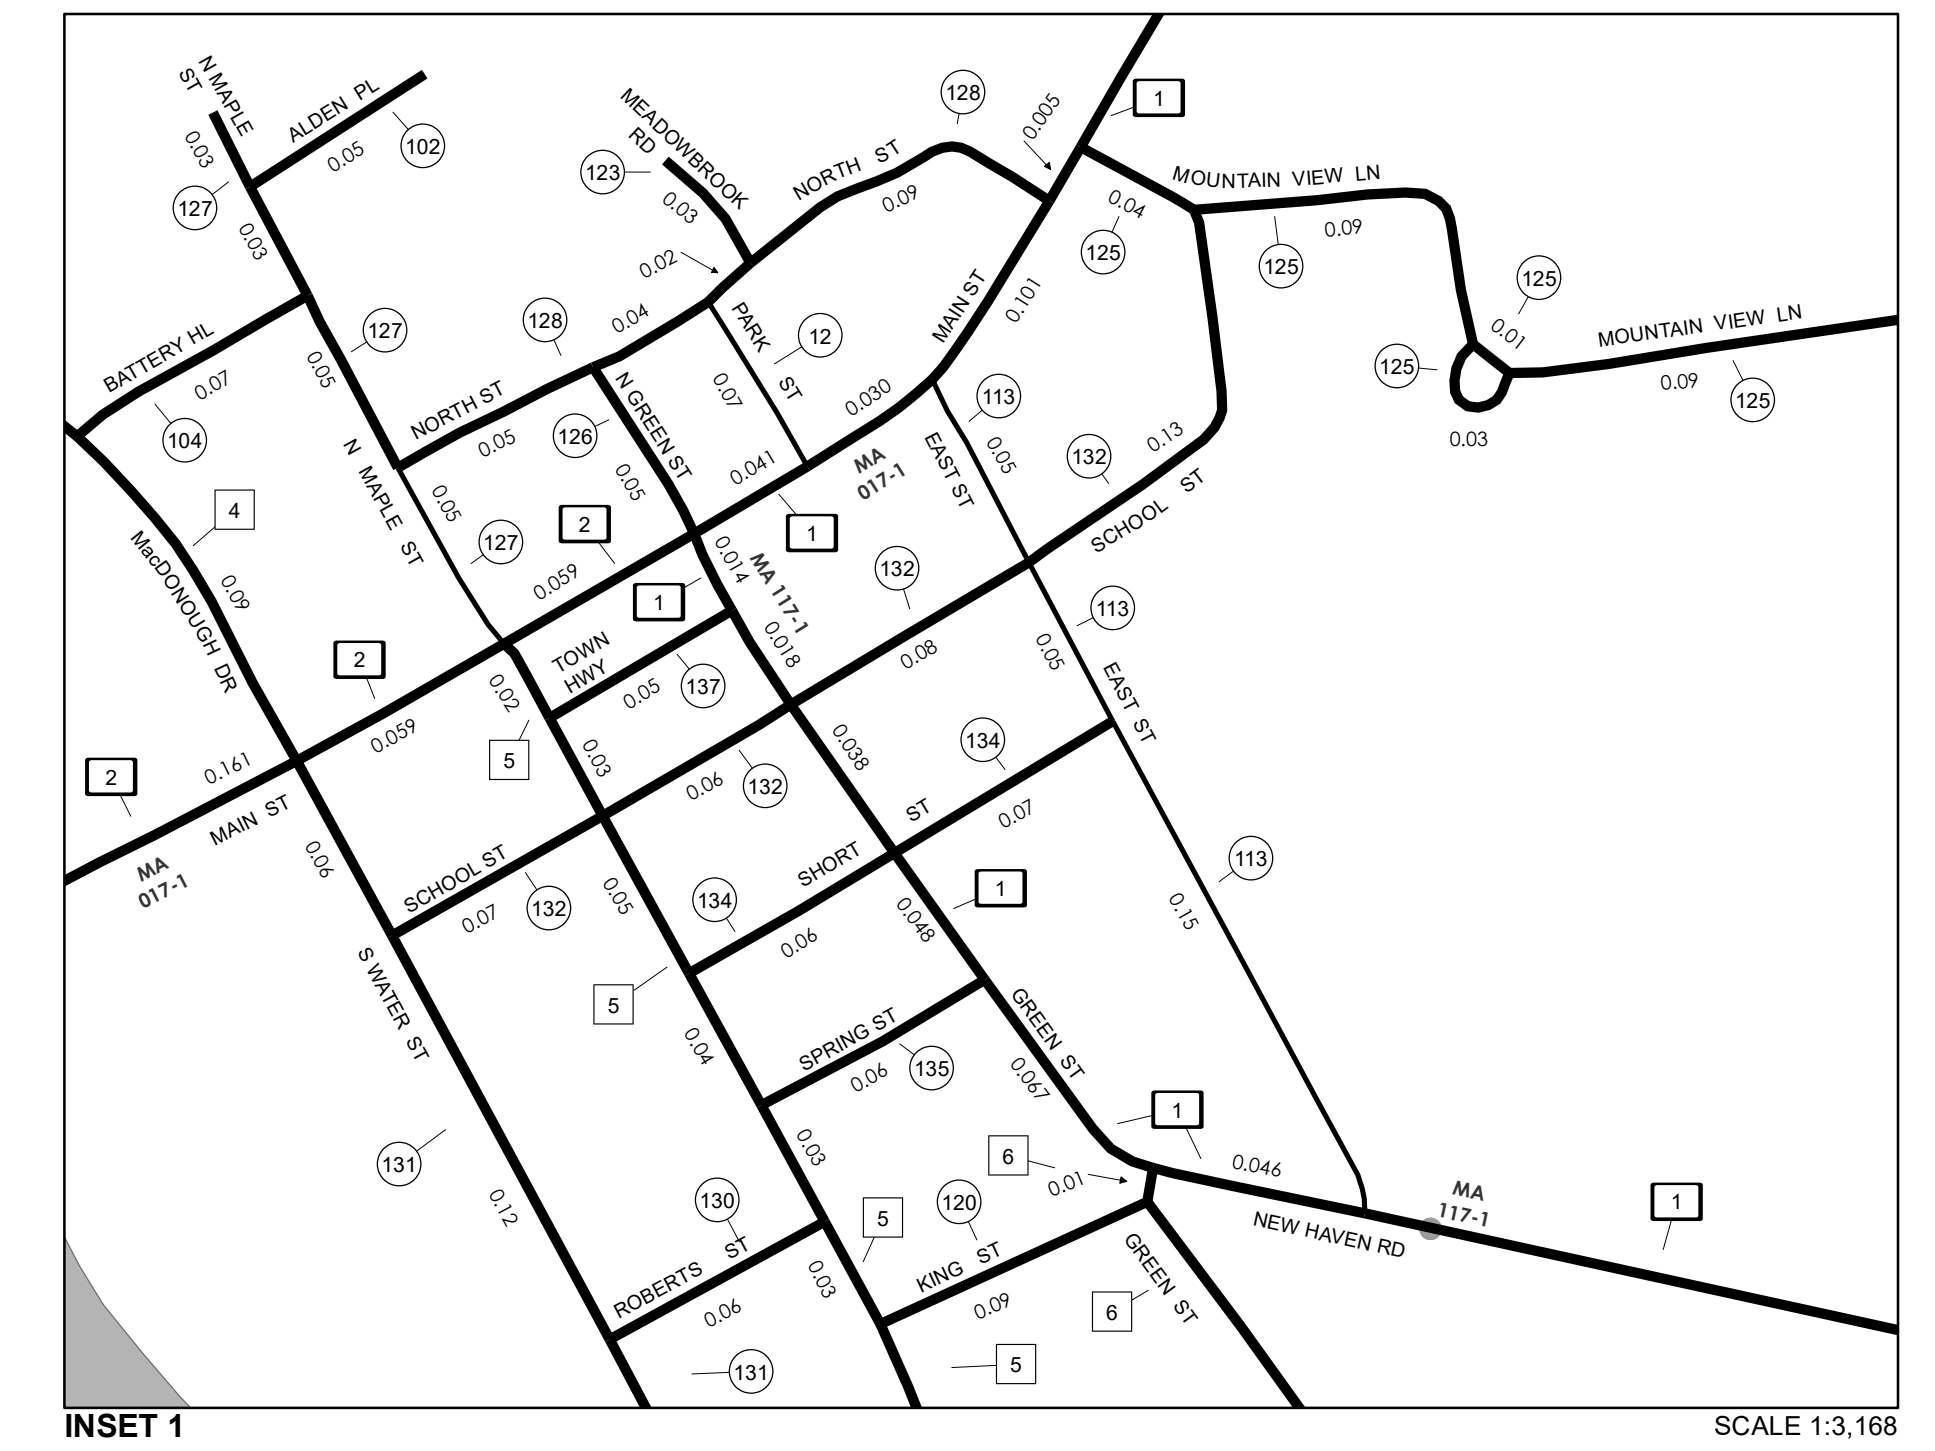 N MAPLE
ST
0.03
127
ALDEN PL
0.05
102
0.03
MEADOWBROOK
RD
123
0.03
NORTH ST
128
0.09
0.005
1
MOUNTAIN VIEW LN
0.04
125
125
0.09
125
0.01
125
0.03
MOUNTAIN VIEW LN
0.09
125
BATTERY HL
0.07
104
127
0.05
0.02
128
0.04
PARK
ST
12
0.07
MAIN ST
0.101
0.030
NORTH ST
0.05
126
N GREEN ST
0.05
0.041
1
MA
017-1
EAST ST
113
0.05
132
0.13
SCHOOL ST
N MAPLE ST
0.05
127
4
MacDONOUGH DR
0.09
2
0.059
1
0.014
MA 117-1
0.018
132
0.08
113
0.05
EAST ST
2
0.059
TOWN
HWY
0.05
137
0.02
5
0.03
2
0.161
MAIN ST
MA
017-1
0.06
SCHOOL ST
0.07
132
0.06
132
0.038
134
0.07
SHORT ST
134
0.06
0.05
5
1
0.048
113
0.15
S WATER ST
131
0.12
0.04
SPRING ST
0.06
135
GREEN ST
0.067
1
0.046
6
0.01
MA
117-1
1
NEW HAVEN RD
0.03
130
ROBERTS ST
0.06
131
5
0.03
120
KING ST
0.09
GREEN ST
6
5
INSET 1
SCALE 1:3,168